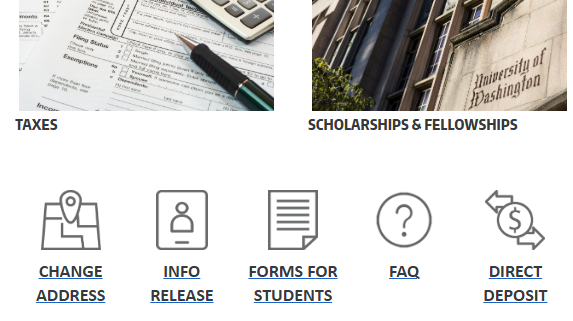 Filing Status
Exemptions
Income
University of
Washington
TAXES
SCHOLARSHIPS & FELLOWSHIPS
CHANGE
ADDRESS
INFO
RELEASE
FORMS FOR
STUDENTS
FAQ
DIRECT
DEPOSIT